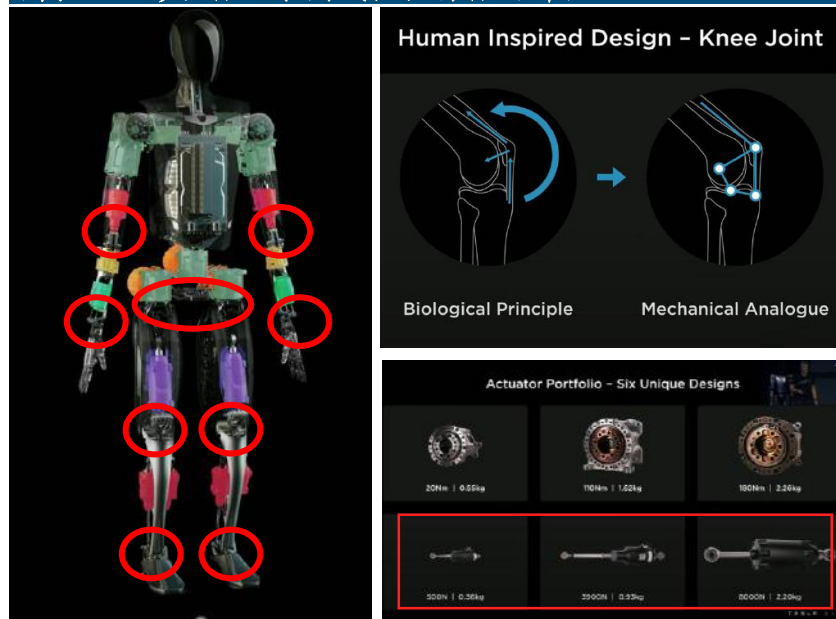 Human Inspired Design – Knee Joint
Biological Principle
Mechanical Analogue
Actuator Portfolio – Six Unique Designs
20Nm | 0.55kg
110Nm | 1.62kg
180Nm | 2.26kg
500N | 0.36kg
3900N | 0.93kg
8000N | 2.20kg
TESLA